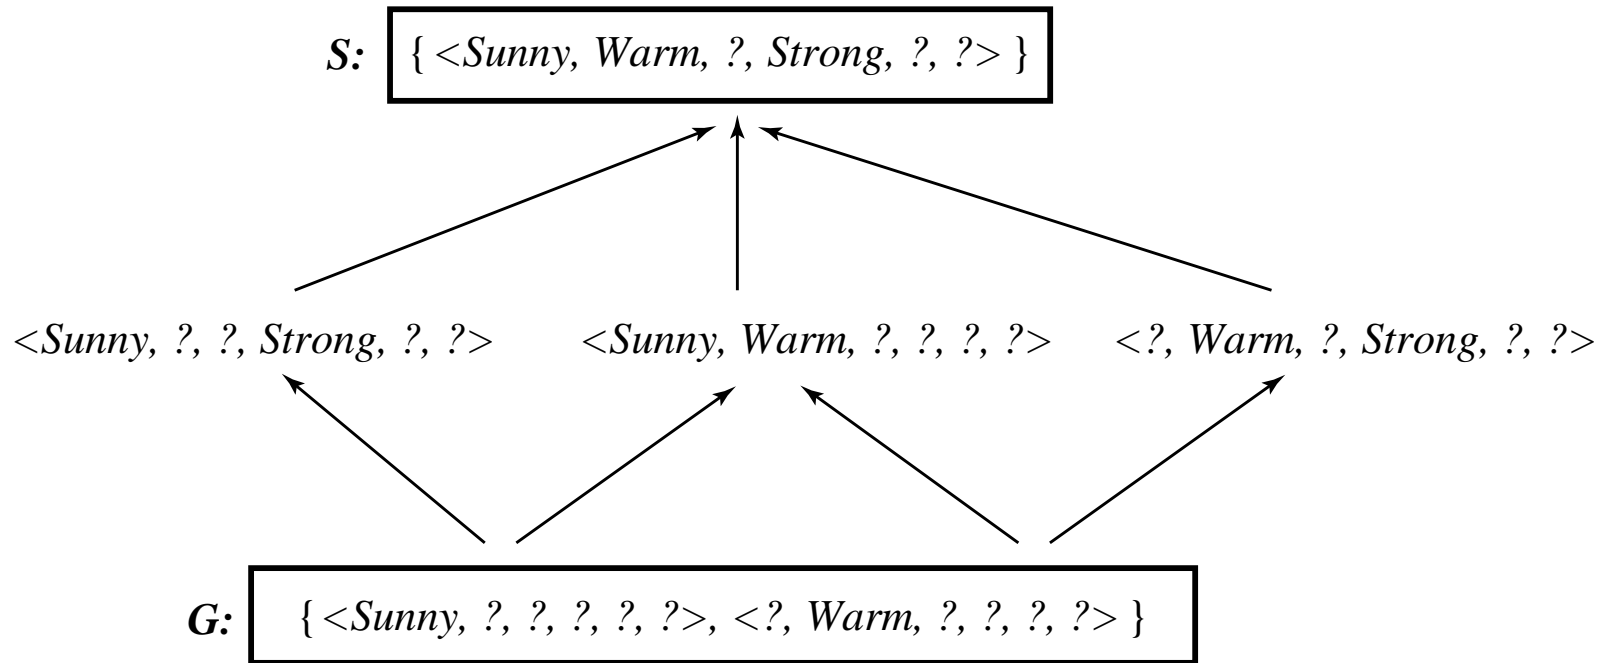 S: { <Sunny, Warm, ?, Strong, ?, ?> }
<Sunny, ?, ?, Strong, ?, ?> <Sunny, Warm, ?, ?, ?, ?> <?, Warm, ?, Strong, ?, ?>
G: { <Sunny, ?, ?, ?, ?, ?>, <?, Warm, ?, ?, ?, ?> }